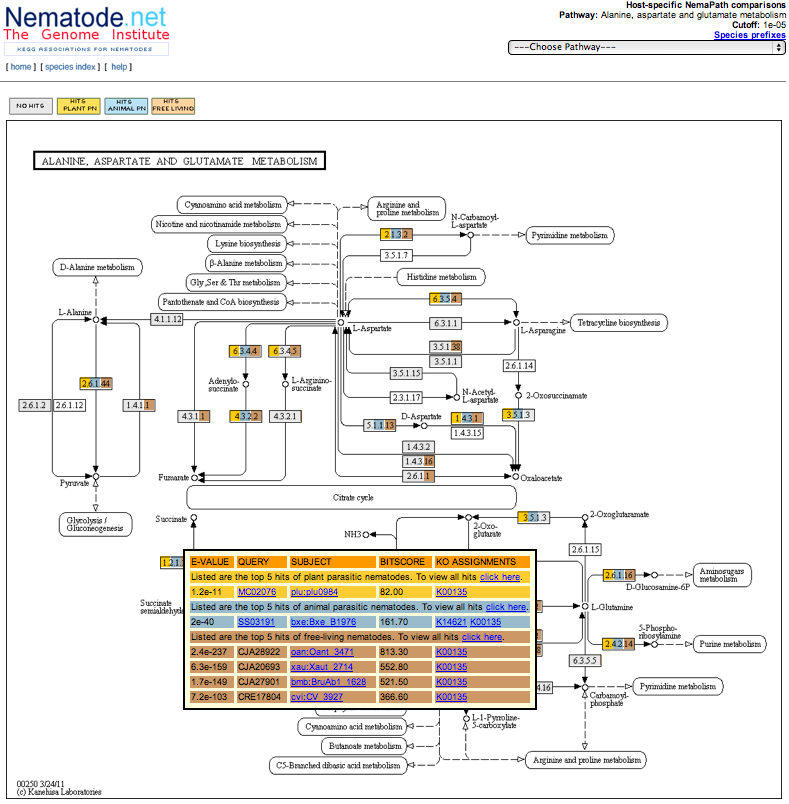 Nematode.net
The Genome Institute
KEGG ASSOCIATIONS FOR NEMATODES
[ home ] [ species index ] [ help ]
Host-specific NemaPath comparisons
Pathway: Alanine, aspartate and glutamate metabolism
Cutoff: 1e-05
Species prefixes
---Choose Pathway---
NO HITS
HITS PLANT PN
HITS ANIMAL PN
HITS FREE LIVING
ALANINE, ASPARTATE AND GLUTAMATE METABOLISM
Cyanoamino acid metabolism
Nicotine and nicotinamide metabolism
Lysine biosynthesis
β-Alanine metabolism
Gly,Ser & Thr metabolism
Pantothenate and CoA biosynthesis
Arginine and
proline metabolism
N-Carbamoyl-
L-aspartate
2.1.3.2
Pyrimidine metabolism
3.5.1.7
Histidine metabolism
D-Alanine metabolism
L-Alanine
4.1.1.12
L-Aspartate
6.3.5.4
6.3.1.1
L-Asparagine
Tetracycline biosynthesis
3.5.1.38
3.5.1.1
6.3.4.4
6.3.4.5
Adenylo-
succinate
L-Arginino-
succinate
3.5.1.15
2.3.1.17
N-Acetyl-
L-aspartate
2.6.1.14
2-Oxosuccinamate
2.6.1.44
2.6.1.2
2.6.1.12
1.4.1.1
4.3.1.1
4.3.2.2
4.3.2.1
5.1.1.13
D-Aspartate
1.4.3.1
1.4.3.15
3.5.1.3
1.4.3.2
1.4.3.16
2.6.1.1
Pyruvate
Fumarate
Oxaloacetate
Citrate cycle
Glycolysis /
Gluconeogenesis
Succinate
NH3
2-Oxo-
glutarate
3.5.1.3
2-Oxoglutaramate
2.6.1.15
1.2.1.
Succinate
semialdehy
2.6.1.16
D-Glucosamine-6P
Aminosugars
metabolism
L-Glutamine
5-Phospho-
ribosylamine
2.4.2.14
Purine metabolism
6.3.5.5
4.16
Carbamoyl-
phosphate
Pyrimidine metabolism
E-VALUE QUERY SUBJECT BITSCORE KO ASSIGNMENTS
Listed are the top 5 hits of plant parasitic nematodes. To view all hits click here.
1.2e-11 MC02076 plu:plu0984 82.00 K00135
Listed are the top 5 hits of animal parasitic nematodes. To view all hits click here.
2e-40 SS03191 bxe:Bxe_B1976 161.70 K14621 K00135
Listed are the top 5 hits of free-living nematodes. To view all hits click here.
2.4e-237 CJA28922 oan:Oant_3471 813.30 K00135
6.3e-159 CJA20693 xau:Xaut_2714 552.80 K00135
1.7e-149 CJA27901 bmb:BruAb1_1628 521.50 K00135
7.2e-103 CRE17804 cvi:CV_3927 366.60 K00135
Cyanoamino acid metabolism
Butanoate metabolism
C5-Branched dibasic acid metabolism
L-1-Pyrroline-
5-carboxylate
Arginine and proline metabolism
00250 3/24/11
(c) Kanehisa Laboratories